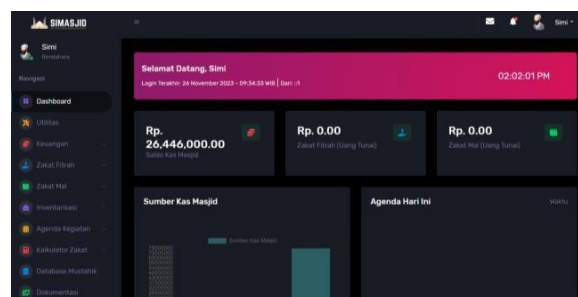 SIMASJID
Simi
Simi
Bendahara
Navigasi
Dashboard
Utilitas
Keuangan
Zakat Fitrah
Zakat Mal
Inventarisasi
Agenda Kegiatan
Kalkulator Zakat
Database Mustahik
Dokumentasi
Selamat Datang, Simi
Login Terakhir: 26 November 2023 - 09:34:33 WIB | Dari: ::1
02:02:01 PM
Rp.
26,446,000.00
Saldo Kas Masjid
Rp. 0.00
Zakat Fitrah (Uang Tunai)
Rp. 0.00
Zakat Mal (Uang Tunai)
Sumber Kas Masjid
Sumber Kas Masjid
Agenda Hari Ini
Waktu